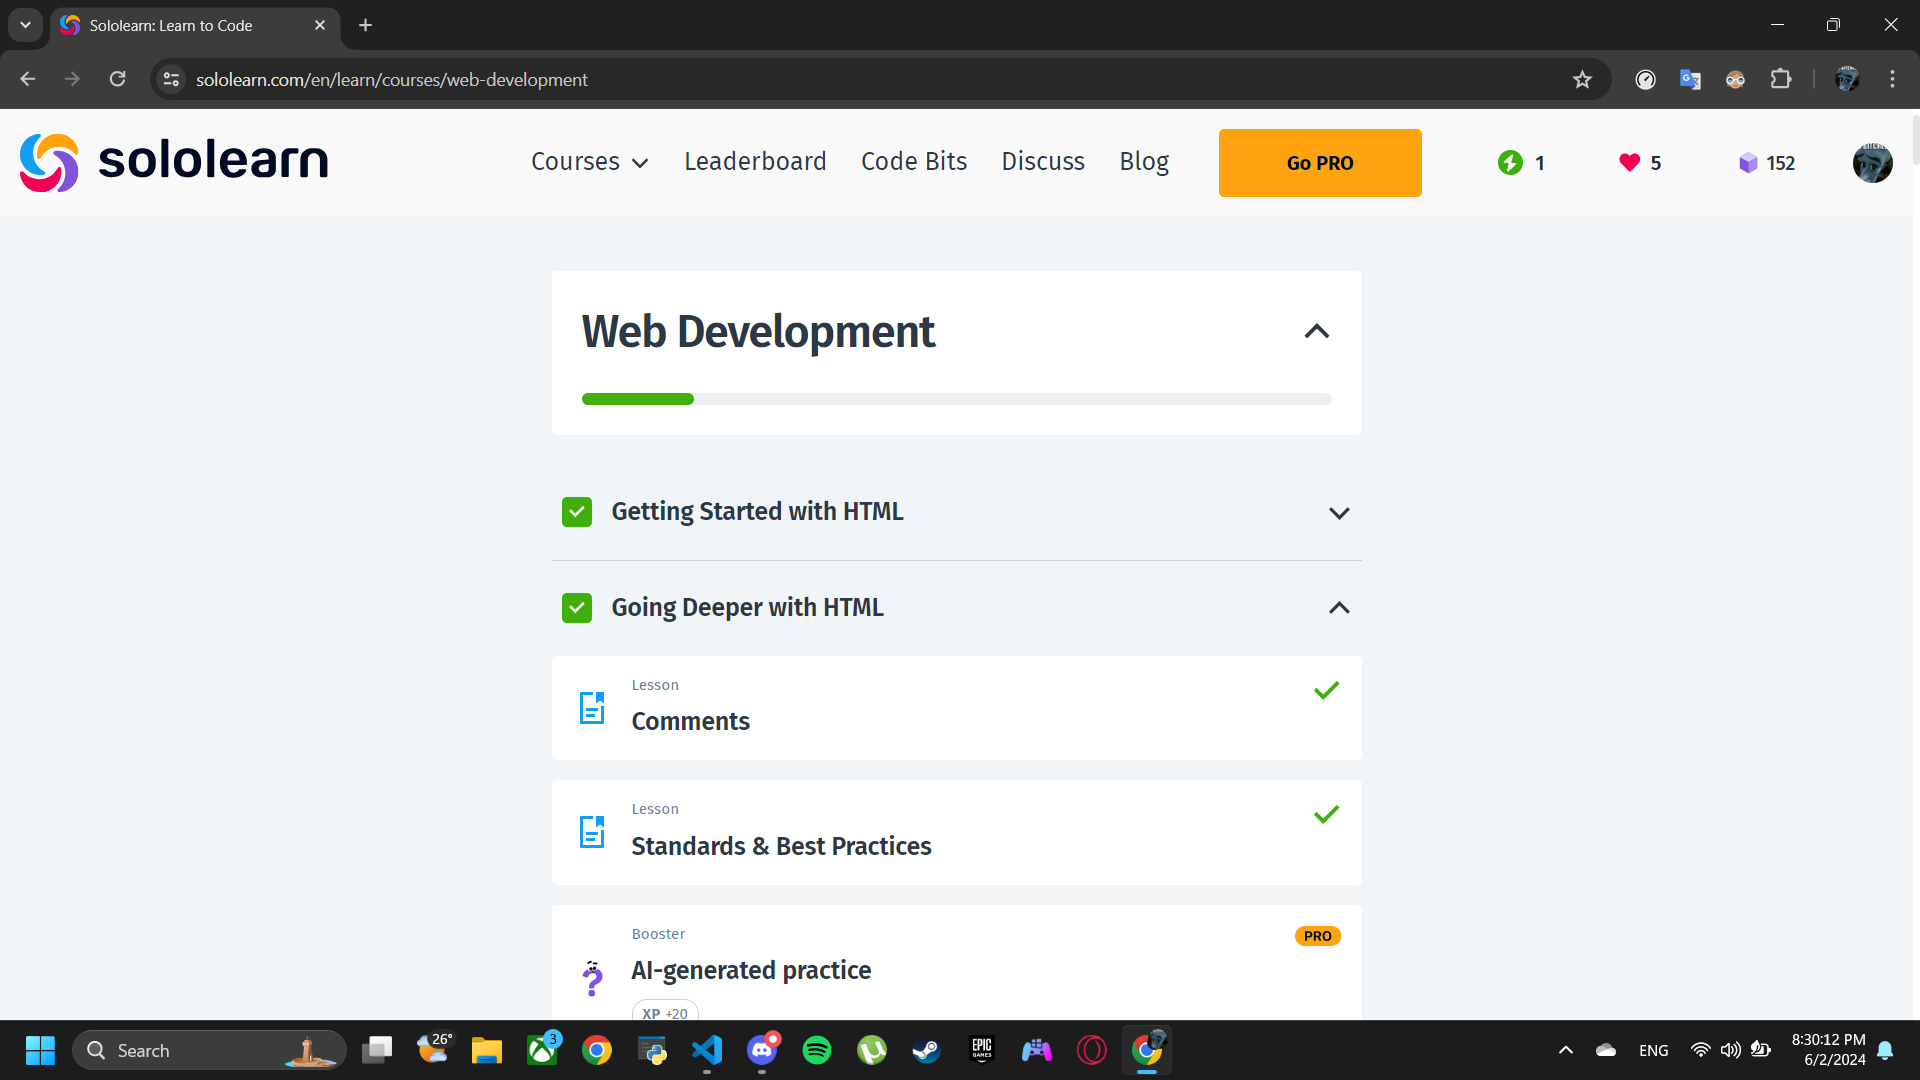 Sololearn: Learn to Code
sololearn.com/en/learn/courses/web-development
sololearn
Courses Leaderboard Code Bits Discuss Blog Go PRO 1 5 152
Web Development
Getting Started with HTML
Going Deeper with HTML
Lesson
Comments
Lesson
Standards & Best Practices
Booster
PRO
AI-generated practice
XP +20
Search
26°
3
EPIC
GAMES
ENG
8:30:12 PM
6/2/2024